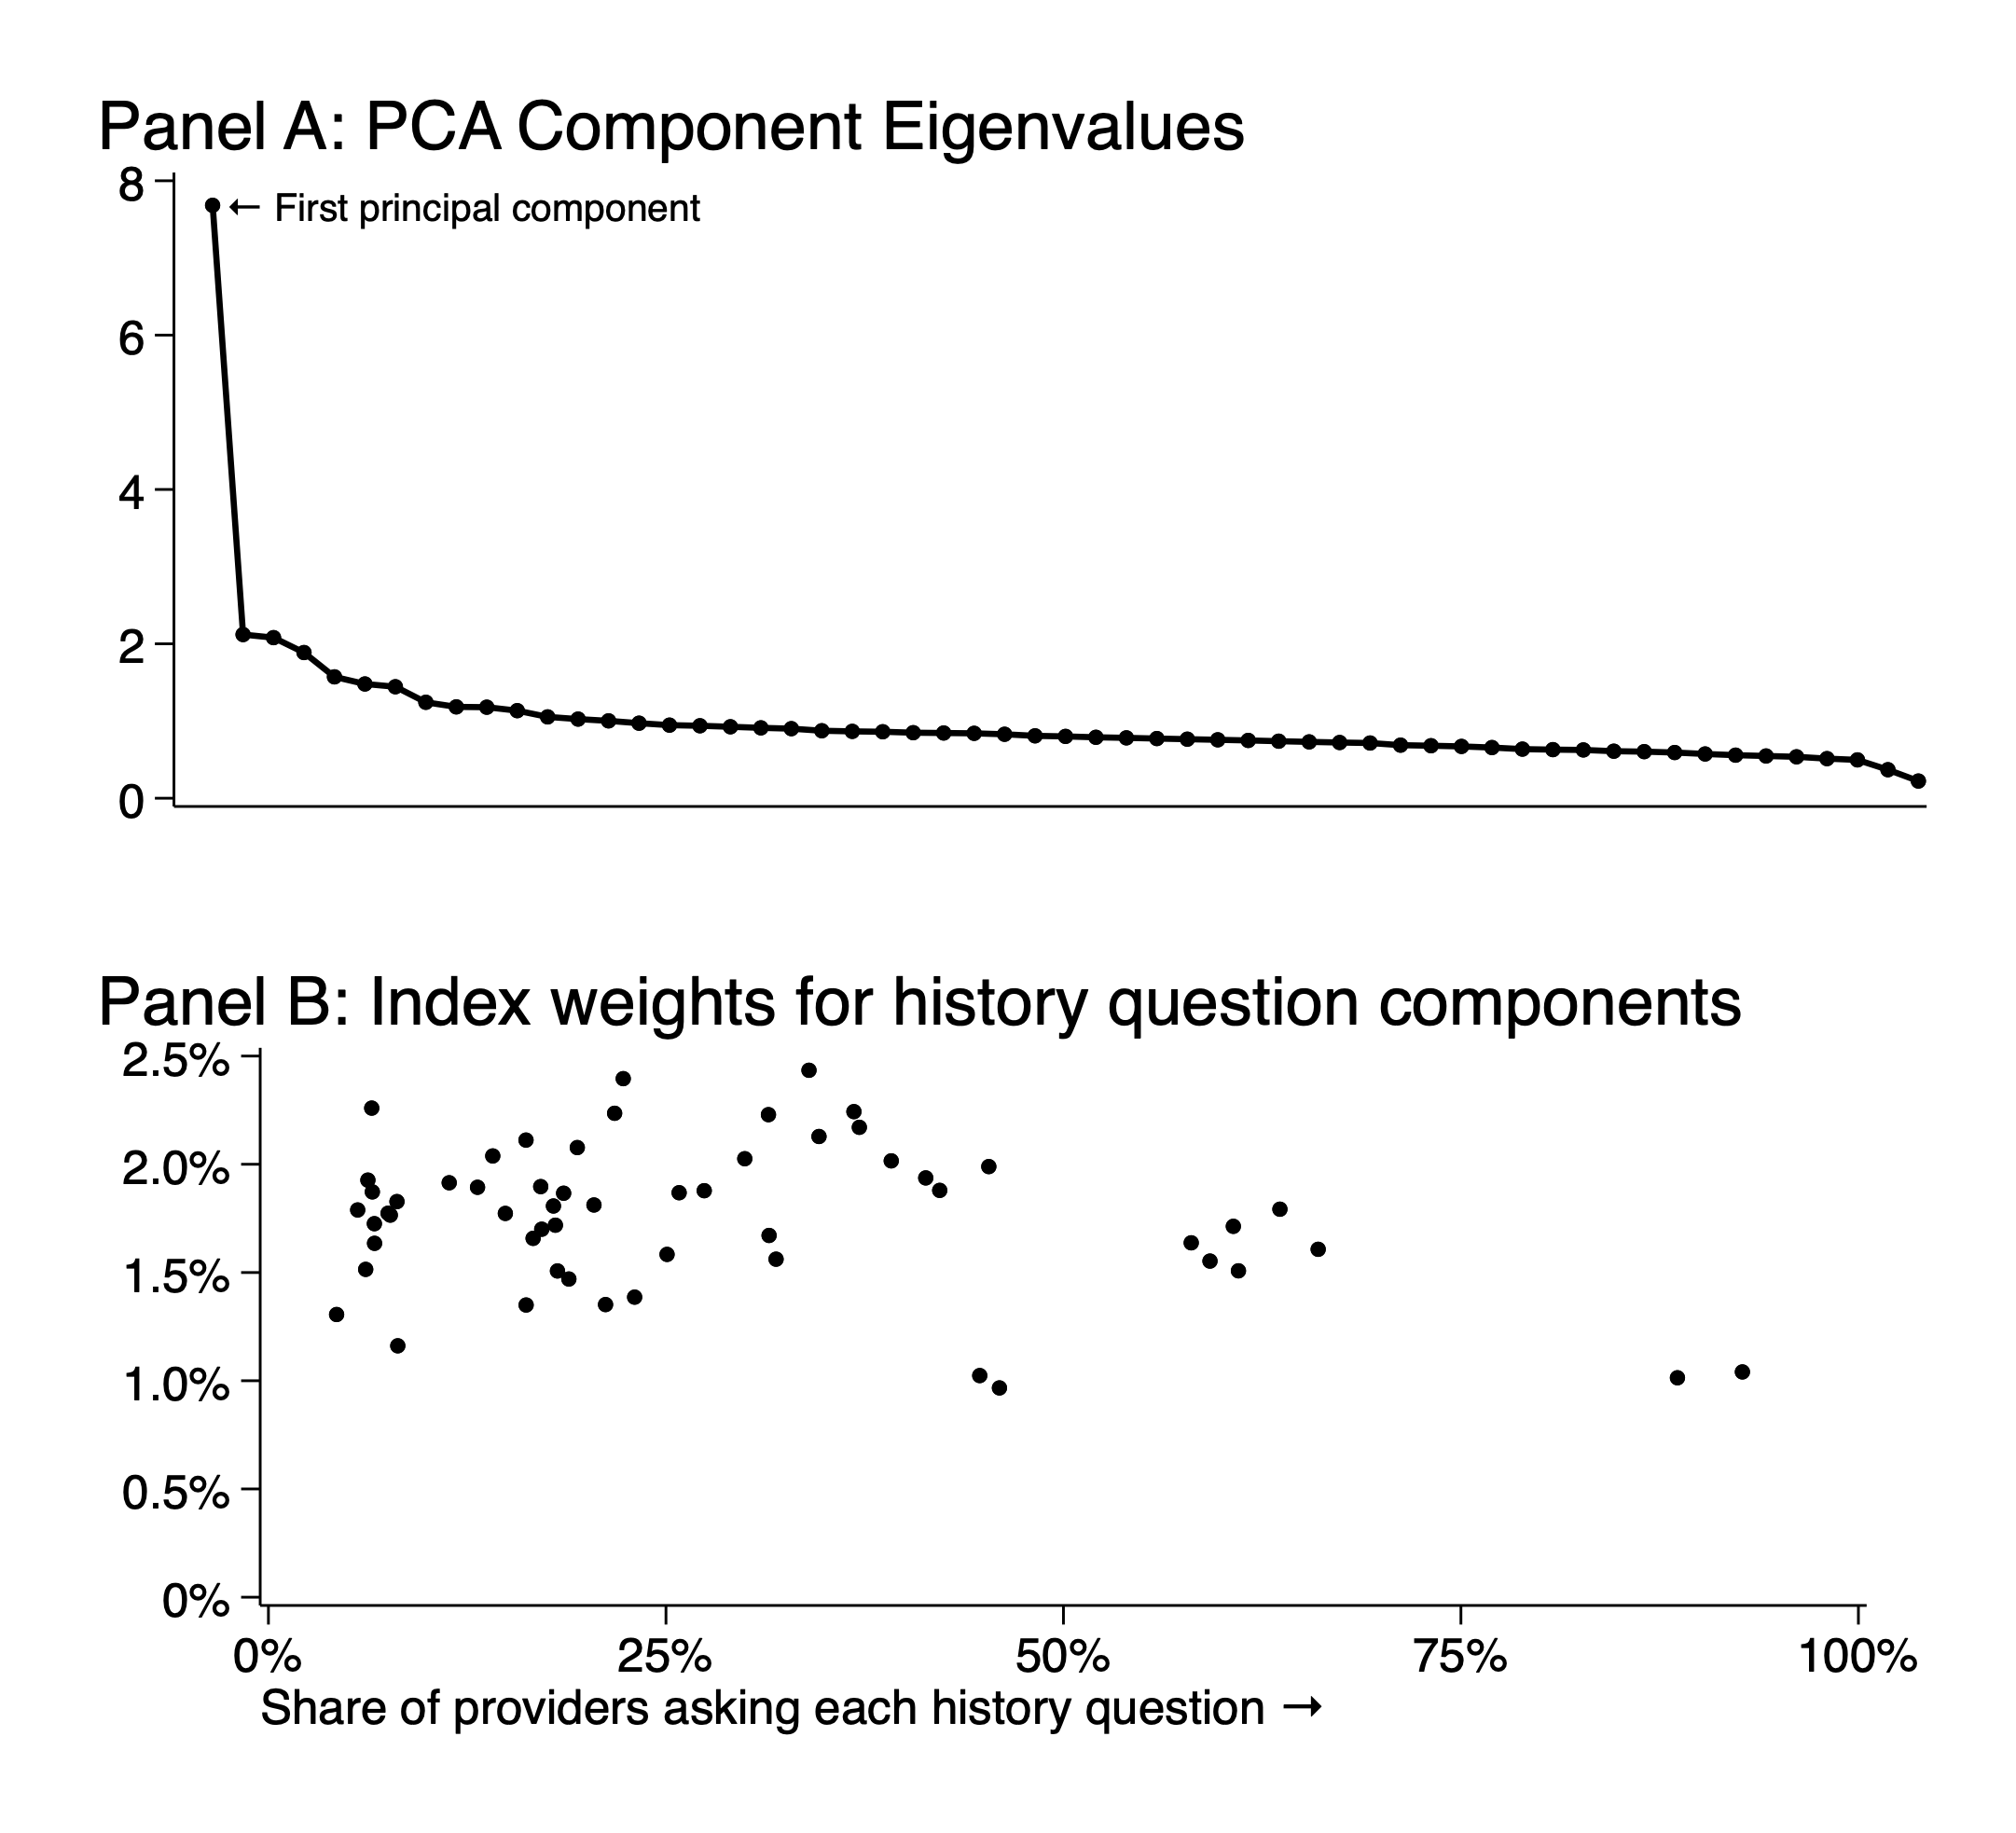 Panel A: PCA Component Eigenvalues
8
← First principal component
6
4
2
0
Panel B: Index weights for history question components
2.5%
2.0%
1.5%
1.0%
0.5%
0%
0% 25% 50% 75% 100%
Share of providers asking each history question →